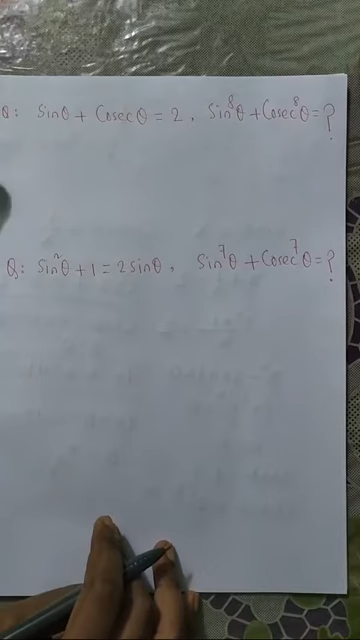 Q: Sinθ + Cosecθ = 2, Sin⁸θ + Cosec⁸θ = ?
Q: Sin²θ + 1 = 2 Sinθ, Sin⁷θ + Cosec⁷θ = ?